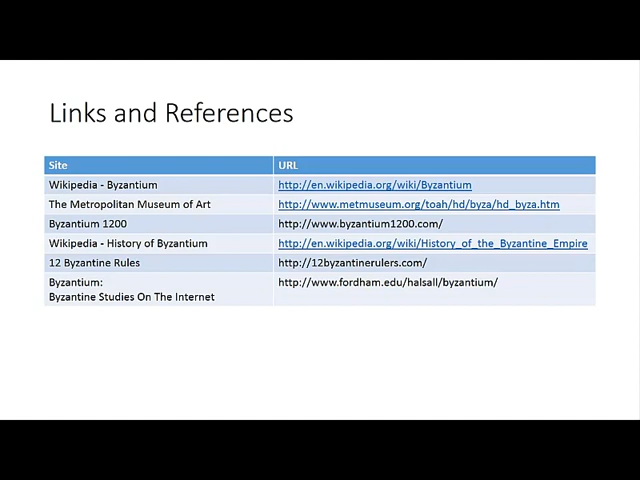 Links and References
Site URL
Wikipedia - Byzantium http://en.wikipedia.org/wiki/Byzantium
The Metropolitan Museum of Art http://www.metmuseum.org/toah/hd/byza/hd_byza.htm
Byzantium 1200 http://www.byzantium1200.com/
Wikipedia - History of Byzantium http://en.wikipedia.org/wiki/History_of_the_Byzantine_Empire
12 Byzantine Rules http://12byzantinerulers.com/
Byzantium: http://www.fordham.edu/halsall/byzantium/
Byzantine Studies On The Internet